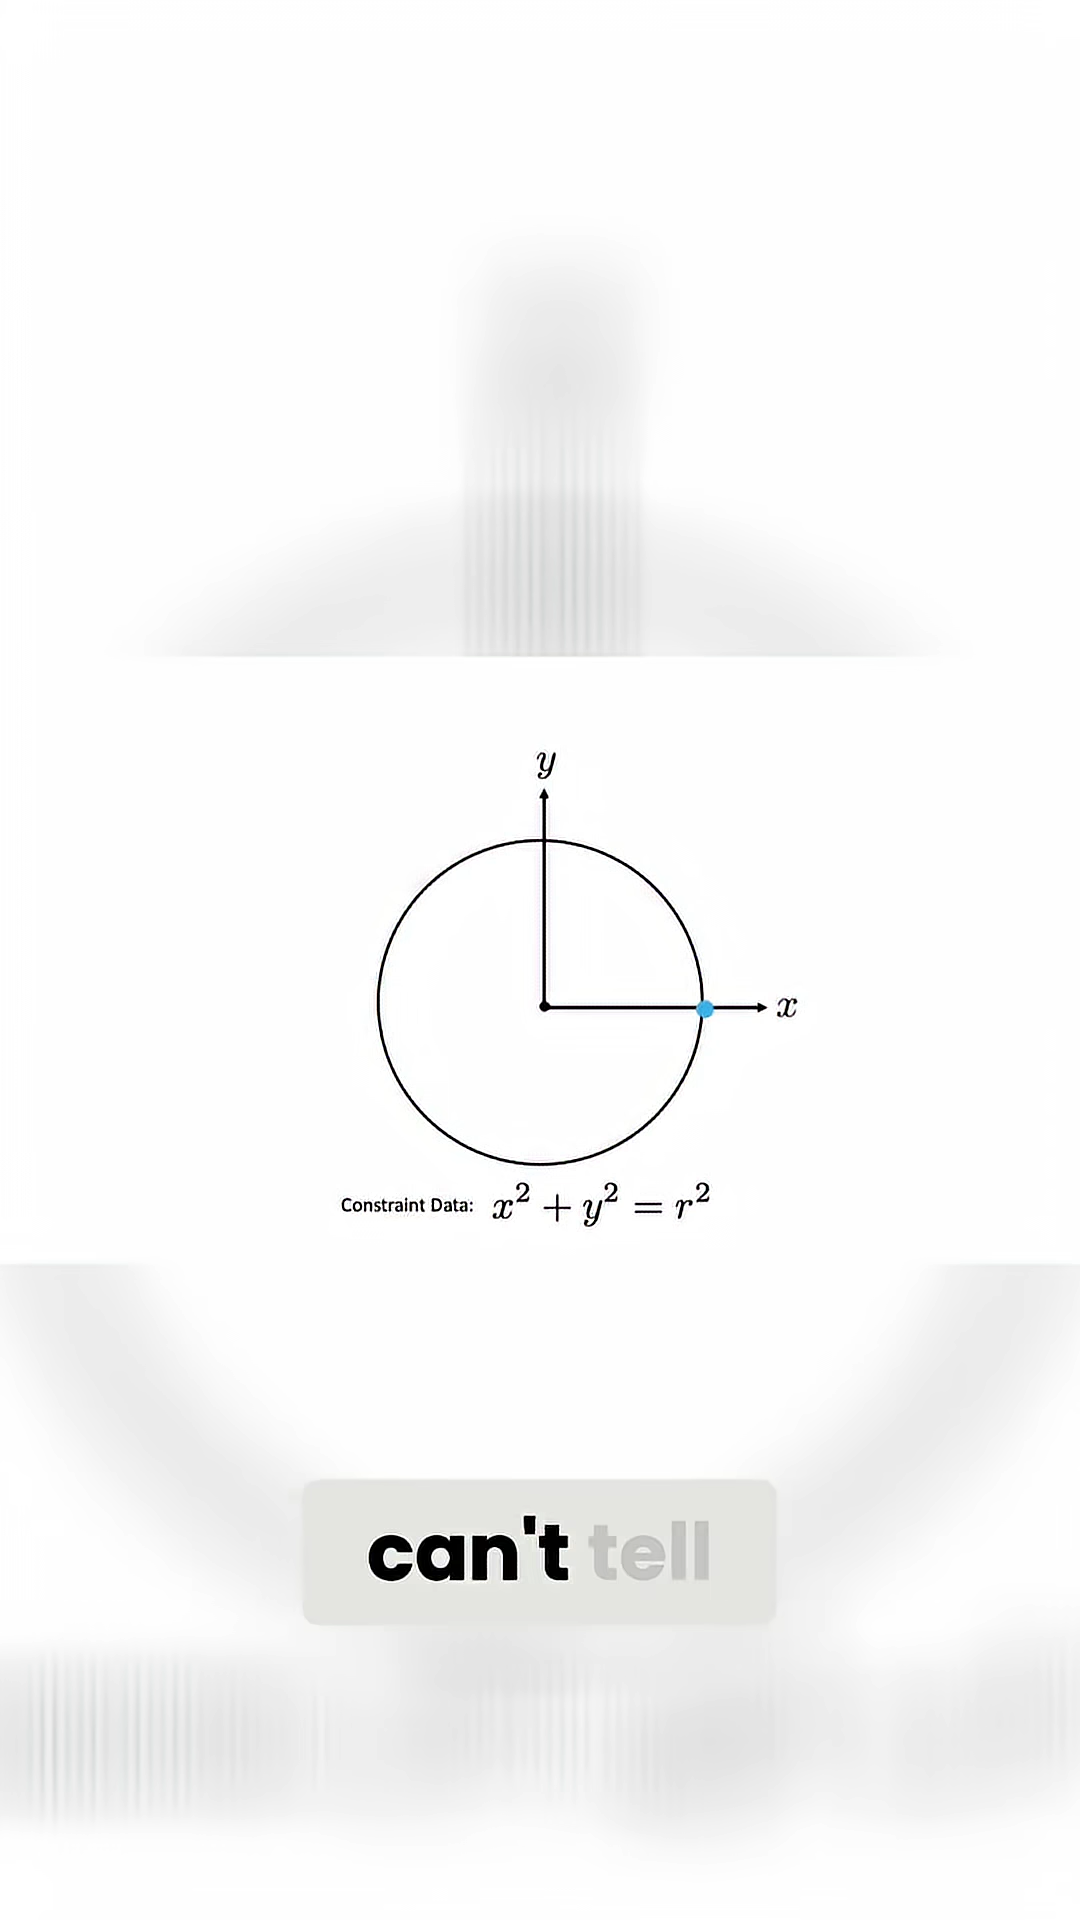 y
x
Constraint Data: x² + y² = r²
can't tell